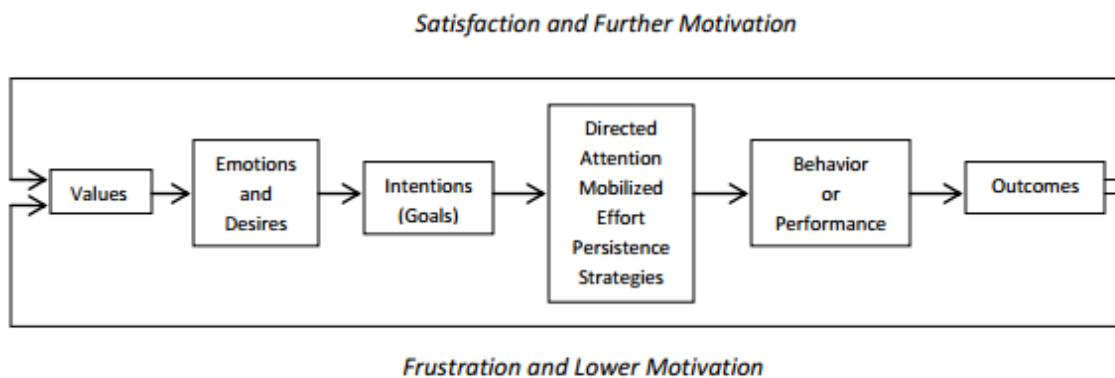 Satisfaction and Further Motivation
Values
Emotions
and
Desires
Intentions
(Goals)
Directed
Attention
Mobilized
Effort
Persistence
Strategies
Behavior
or
Performance
Outcomes
Frustration and Lower Motivation